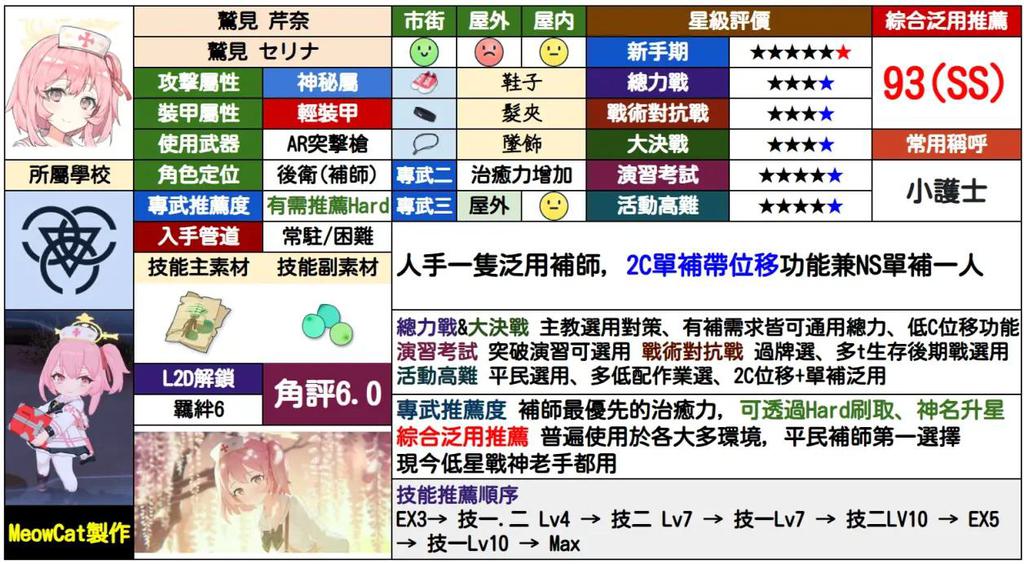 鷲見 芹奈
市街
屋外
屋内
星級評價
綜合泛用推薦
鷲見 セリナ
新手期
★★★★★★
93(SS)
攻擊屬性
神秘屬
鞋子
總力戰
★★★★
裝甲屬性
輕裝甲
髮夾
戰術對抗戰
★★★★
使用武器
AR突擊槍
墜飾
大決戰
★★★★
常用稱呼
所屬學校
角色定位
後衛(補師)
專武二
治癒力增加
演習考試
★★★★★
小護士
專武推薦度
有需推薦Hard
專武三
屋外
活動高難
★★★★★
入手管道
常駐/困難
人手一隻泛用補師, 2C單補帶位移功能兼NS單補一人
技能主素材
技能副素材
總力戰&大決戰 主教選用對策、有補需求皆可通用總力、低C位移功能
演習考試 突破演習可選用 戰術對抗戰 過牌選、多t生存後期戰選用
活動高難 平民選用、多低配作業選、2C位移+單補泛用
L2D解鎖
羈絆6
角評6.0
專武推薦度 補師最優先的治癒力, 可透過Hard刷取、神名升星
綜合泛用推薦 普遍使用於各大多環境, 平民補師第一選擇
現今低星戰神老手都用
技能推薦順序
EX3→ 技一.二 Lv4 → 技二 Lv7 → 技一Lv7 → 技二LV10 → EX5
→ 技一Lv10 → Max
MeowCat製作